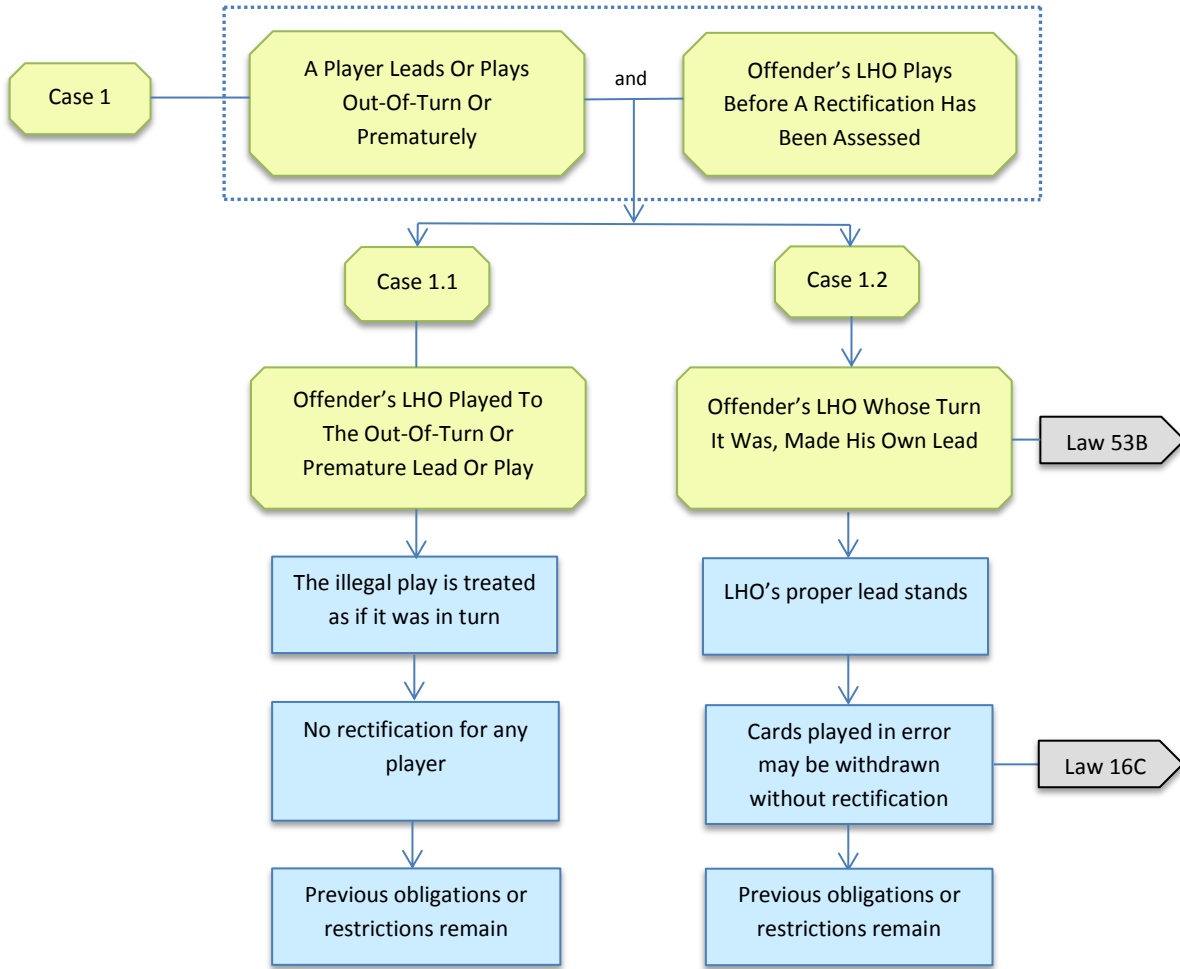 Case 1
A Player Leads Or Plays
Out-Of-Turn Or
Prematurely
and
Offender’s LHO Plays
Before A Rectification Has
Been Assessed
Case 1.1
Case 1.2
Offender’s LHO Played To
The Out-Of-Turn Or
Premature Lead Or Play
Offender’s LHO Whose Turn
It Was, Made His Own Lead
Law 53B
The illegal play is treated
as if it was in turn
LHO’s proper lead stands
No rectification for any
player
Cards played in error
may be withdrawn
without rectification
Law 16C
Previous obligations or
restrictions remain
Previous obligations or
restrictions remain